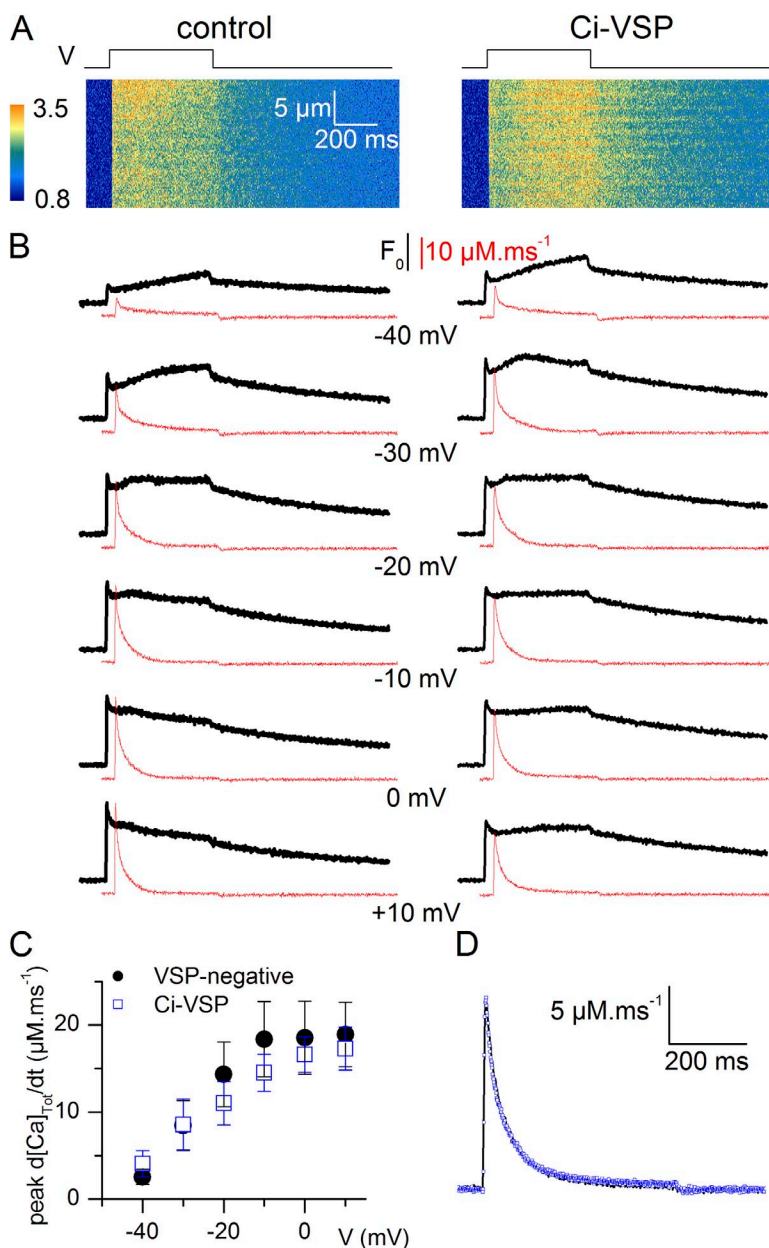 A
control
Ci-VSP
V
3.5
0.8
5 µm
200 ms
B
F0
10 µM.ms-1
-40 mV
-30 mV
-20 mV
-10 mV
0 mV
+10 mV
C
VSP-negative
Ci-VSP
peak d[Ca]Tot/dt (µM.ms-1)
20
10
0
-40
-20
0
V (mV)
D
5 µM.ms-1
200 ms